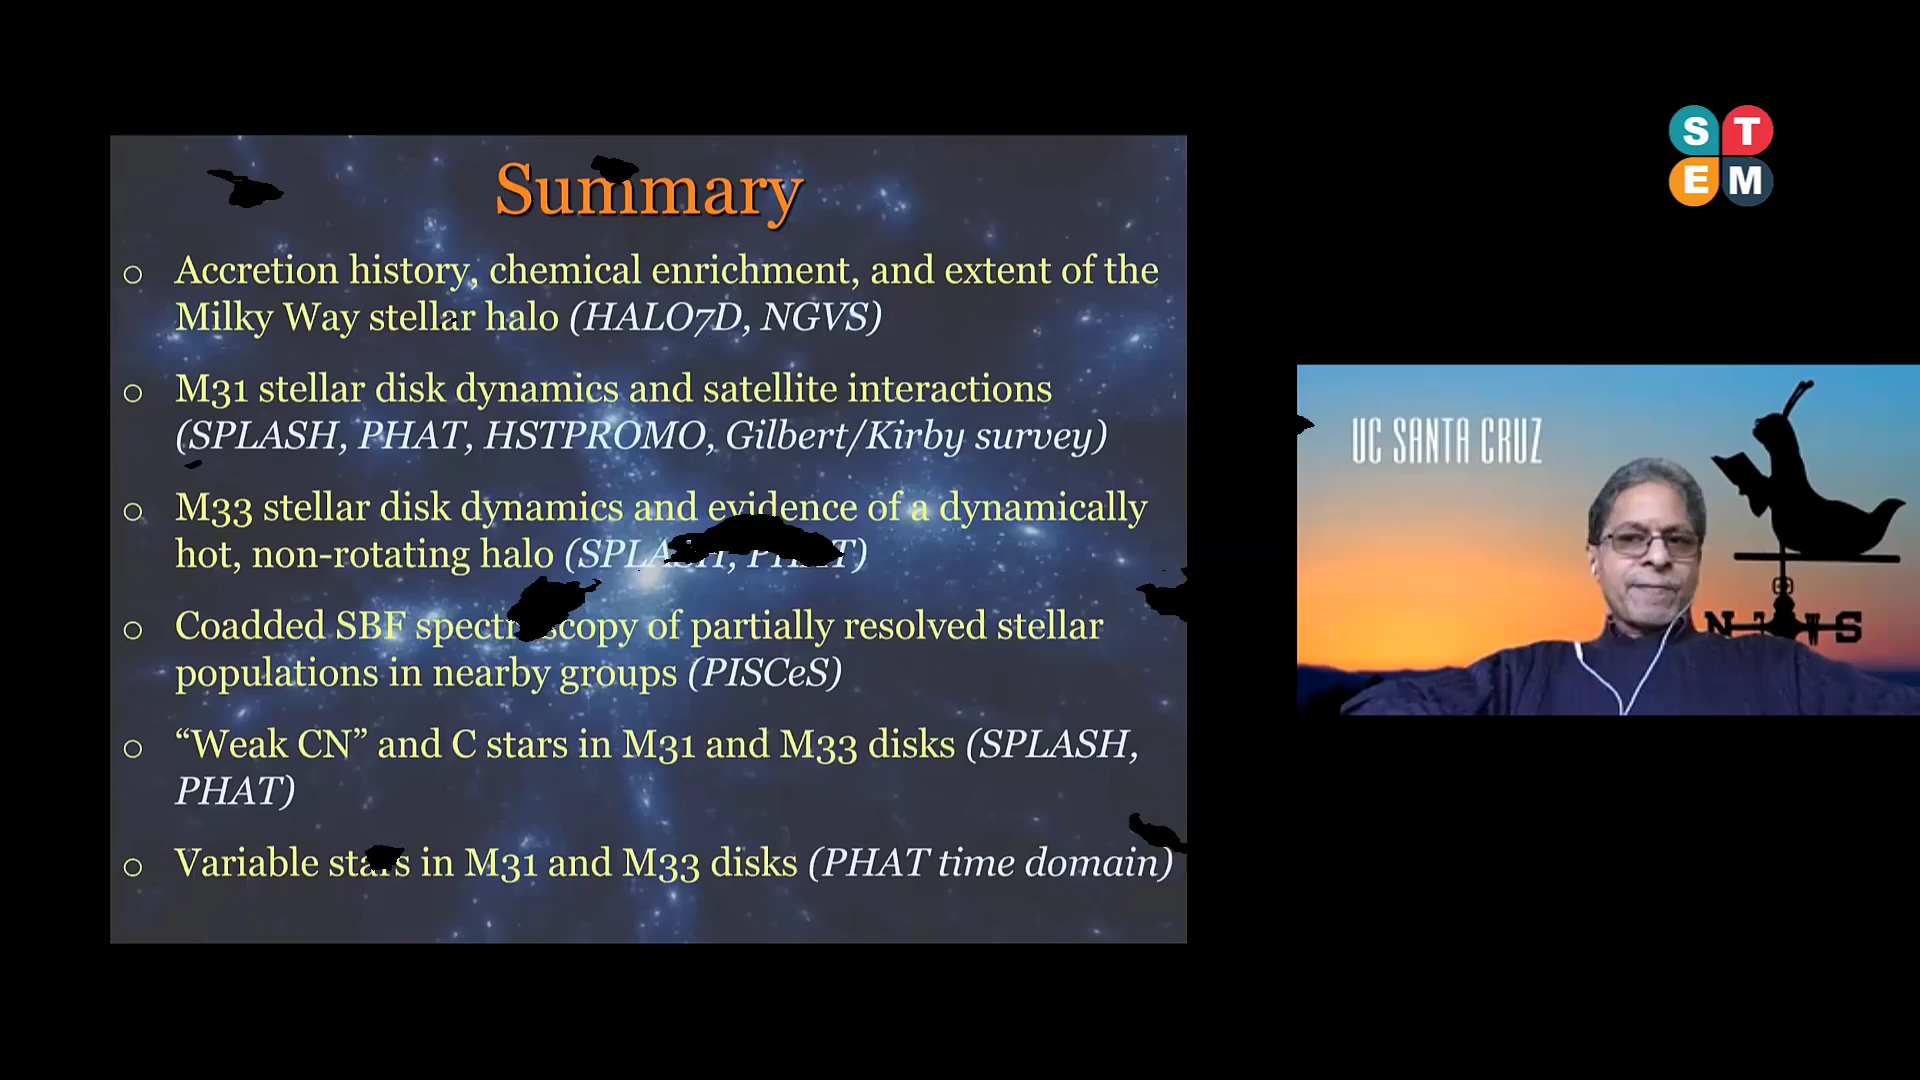 Summary
o Accretion history, chemical enrichment, and extent of the
Milky Way stellar halo (HALO7D, NGVS)
o M31 stellar disk dynamics and satellite interactions
(SPLASH, PHAT, HSTPROMO, Gilbert/Kirby survey)
o M33 stellar disk dynamics and evidence of a dynamically
hot, non-rotating halo (SPLASH, PHAT)
o Coadded SBF spectroscopy of partially resolved stellar
populations in nearby groups (PISCeS)
o “Weak CN” and C stars in M31 and M33 disks (SPLASH,
PHAT)
o Variable stars in M31 and M33 disks (PHAT time domain)
S T
E M
UC SANTA CRUZ
N W S